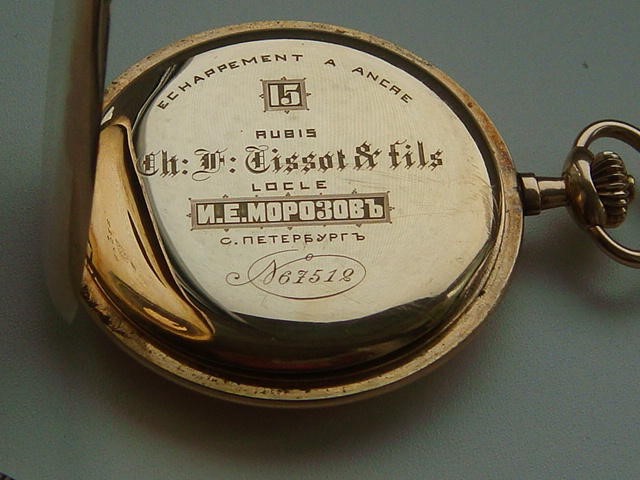 ECHAPPEMENT A ANCRE
15
RUBIS
Ch: F: Tissot & fils
LOCLE
И.Е.МОРОЗОВЪ
С.ПЕТЕРБУРГЪ
No 67512